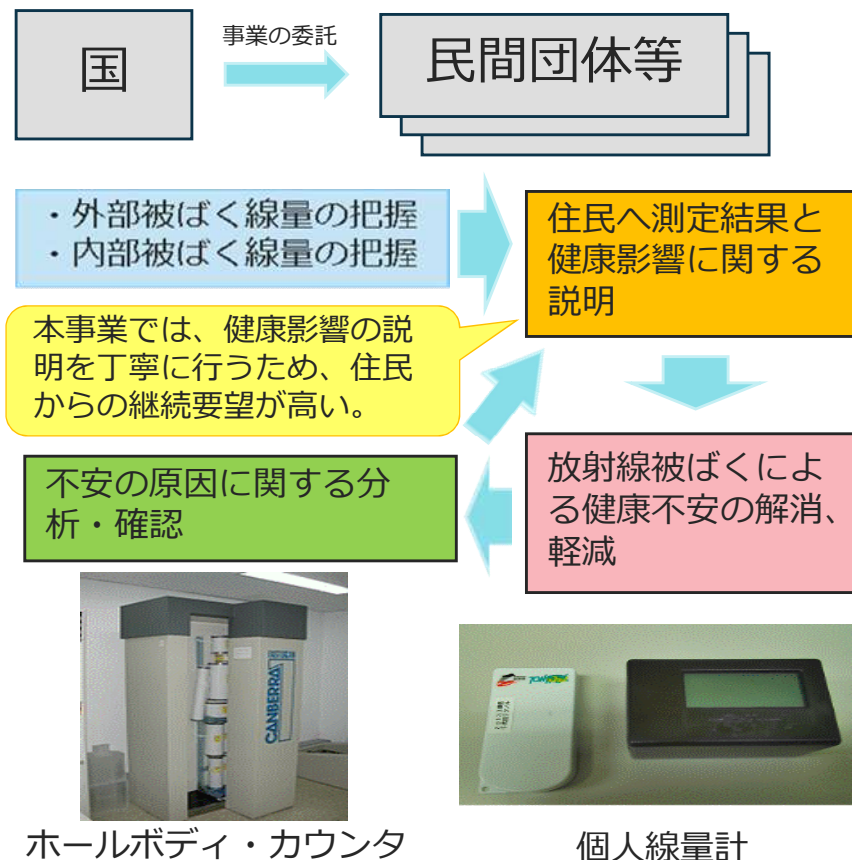 国
事業の委託
民間団体等
・外部被ばく線量の把握
・内部被ばく線量の把握
住民へ測定結果と
健康影響に関する
説明
本事業では、健康影響の説
明を丁寧に行うため、住民
からの継続要望が高い。
不安の原因に関する分
析・確認
放射線被ばくによ
る健康不安の解消、
軽減
CANBERRA
ホールボディ・カウンタ
個人線量計